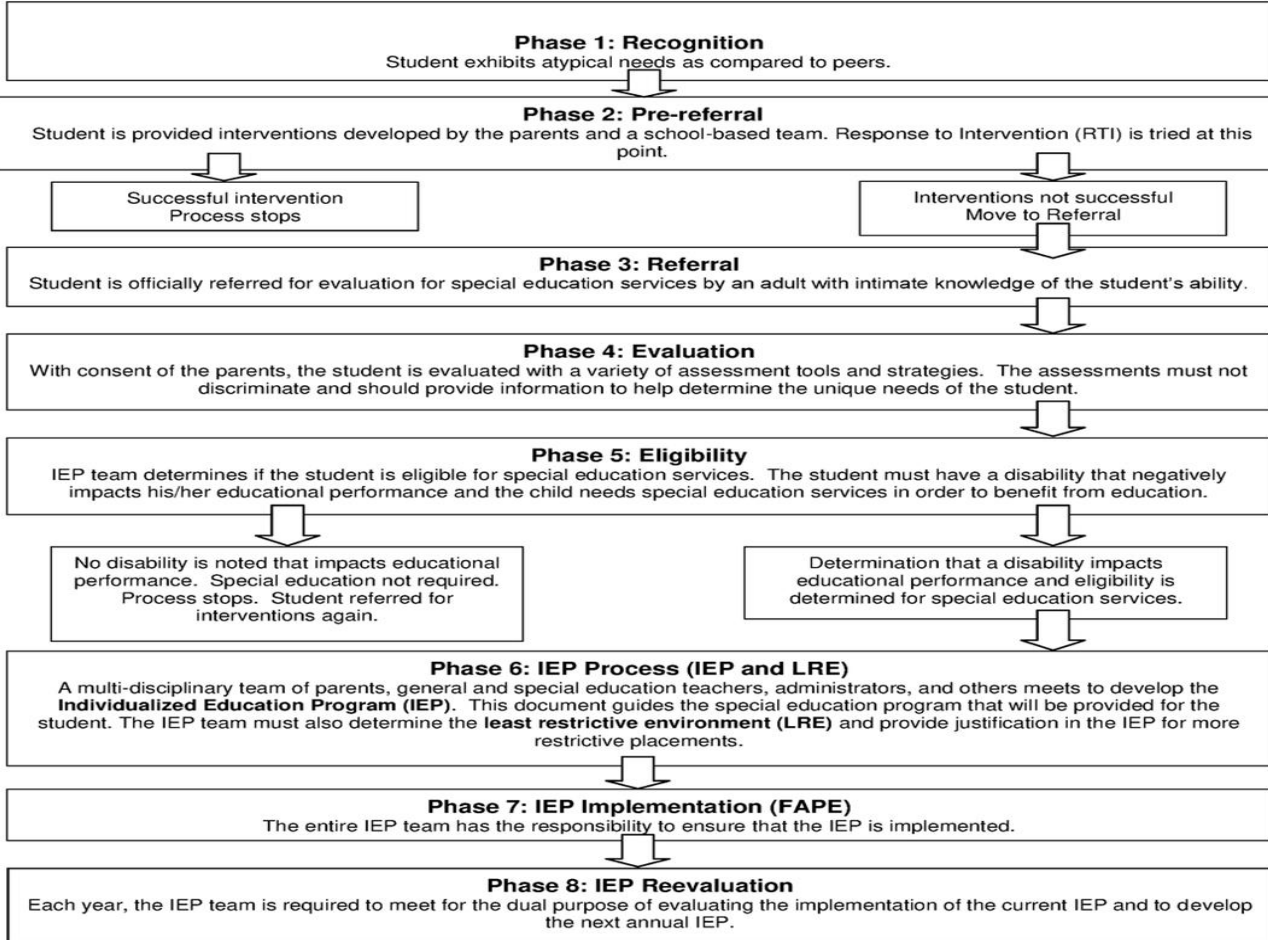 Phase 1: Recognition
Student exhibits atypical needs as compared to peers.
Phase 2: Pre-referral
Student is provided interventions developed by the parents and a school-based team. Response to Intervention (RTI) is tried at this
point.
Successful intervention
Process stops
Interventions not successful
Move to Referral
Phase 3: Referral
Student is officially referred for evaluation for special education services by an adult with intimate knowledge of the student's ability.
Phase 4: Evaluation
With consent of the parents, the student is evaluated with a variety of assessment tools and strategies. The assessments must not
discriminate and should provide information to help determine the unique needs of the student.
Phase 5: Eligibility
IEP team determines if the student is eligible for special education services. The student must have a disability that negatively
impacts his/her educational performance and the child needs special education services in order to benefit from education.
No disability is noted that impacts educational
performance. Special education not required.
Process stops. Student referred for
interventions again.
Determination that a disability impacts
educational performance and eligibility is
determined for special education services.
Phase 6: IEP Process (IEP and LRE)
A multi-disciplinary team of parents, general and special education teachers, administrators, and others meets to develop the
Individualized Education Program (IEP). This document guides the special education program that will be provided for the
student. The IEP team must also determine the least restrictive environment (LRE) and provide justification in the IEP for more
restrictive placements.
Phase 7: IEP Implementation (FAPE)
The entire IEP team has the responsibility to ensure that the IEP is implemented.
Phase 8: IEP Reevaluation
Each year, the IEP team is required to meet for the dual purpose of evaluating the implementation of the current IEP and to develop
the next annual IEP.